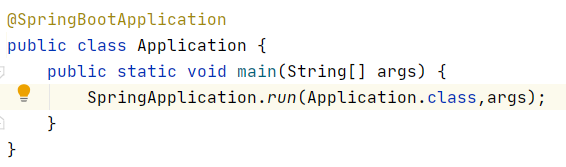 @SpringBootApplication
public class Application {
    public static void main(String[] args) {
        SpringApplication.run(Application.class,args);
    }
}